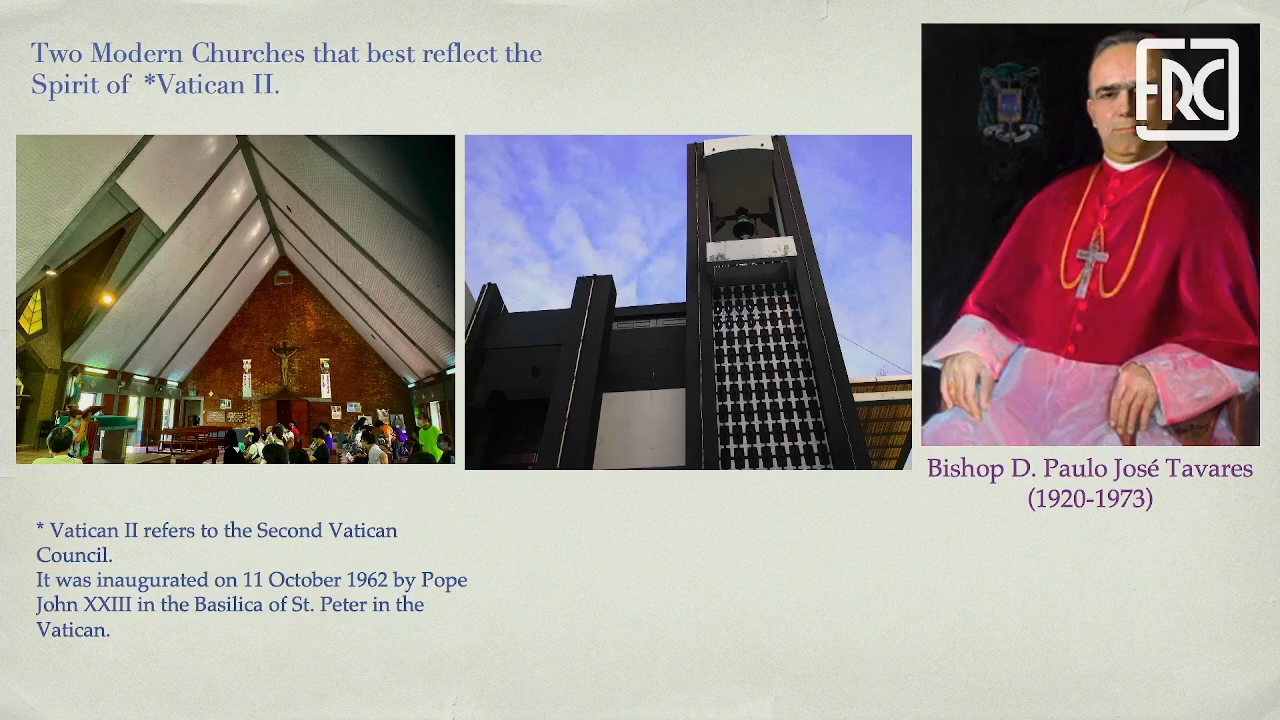 Two Modern Churches that best reflect the
Spirit of *Vatican II.
FRC
Bishop D. Paulo José Tavares
(1920-1973)
* Vatican II refers to the Second Vatican
Council.
It was inaugurated on 11 October 1962 by Pope
John XXIII in the Basilica of St. Peter in the
Vatican.